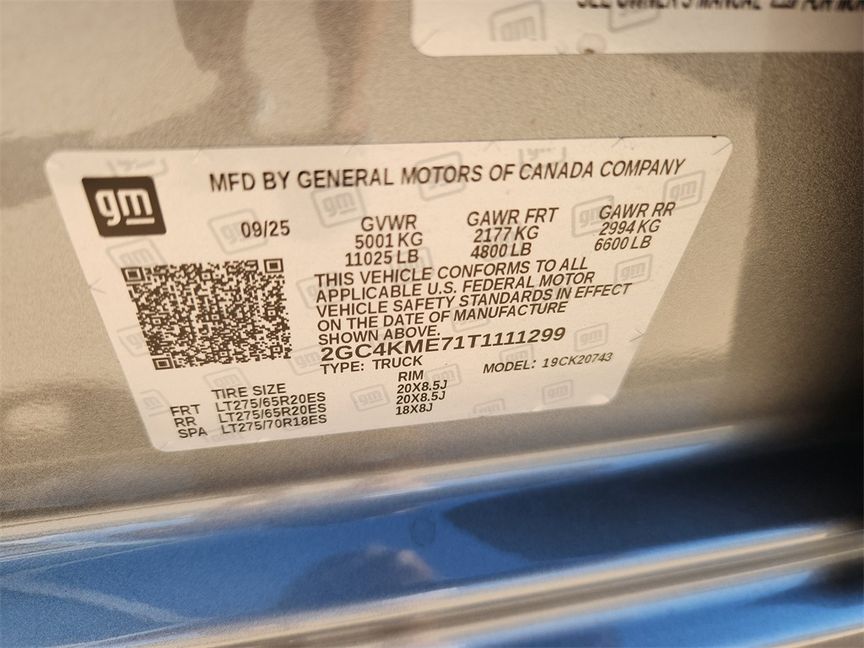 SEE OWNER'S MANUAL
gm
MFD BY GENERAL MOTORS OF CANADA COMPANY
09/25
GVWR
5001 KG
11025 LB
GAWR FRT
2177 KG
4800 LB
GAWR RR
2994 KG
6600 LB
THIS VEHICLE CONFORMS TO ALL
APPLICABLE U.S. FEDERAL MOTOR
VEHICLE SAFETY STANDARDS IN EFFECT
ON THE DATE OF MANUFACTURE
SHOWN ABOVE.
2GC4KME71T1111299
TYPE: TRUCK
MODEL: 19CK20743
TIRE SIZE RIM
FRT LT275/65R20ES 20X8.5J
RR LT275/65R20ES 20X8.5J
SPA LT275/70R18ES 18X8J